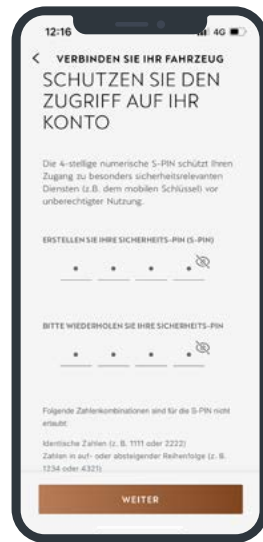 12:16
4G
VERBINDEN SIE IHR FAHRZEUG
SCHUTZEN SIE DEN
ZUGRIFF AUF IHR
KONTO
Die 4-stellige numerische S-PIN schützt Ihren
Zugang zu besonders sicherheitsrelevanten
Diensten (z.B. dem mobilen Schlüssel) vor
unberechtigter Nutzung.
ERSTELLEN SIE IHRE SICHERHEITS-PIN (S-PIN)
BITTE WIEDERHOLEN SIE IHRE SICHERHEITS-PIN
Folgende Zahlenkombinationen sind für die S-PIN nicht
erlaubt:
Identische Zahlen (z. B. 1111 oder 2222)
Zahlen in auf- oder absteigender Reihenfolge (z. B.
1234 oder 4321)
WEITER